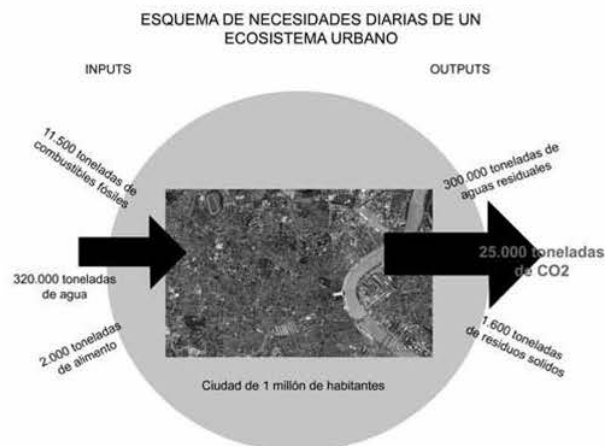 ESQUEMA DE NECESIDADES DIARIAS DE UN
ECOSISTEMA URBANO
INPUTS
OUTPUTS
11.500 toneladas de
combustibles fósiles
320.000 toneladas
de agua
2.000 toneladas
de alimento
300.000 toneladas de
aguas residuales
25.000 toneladas
de CO2
1.600 toneladas
de residuos solidos
Ciudad de 1 millón de habitantes